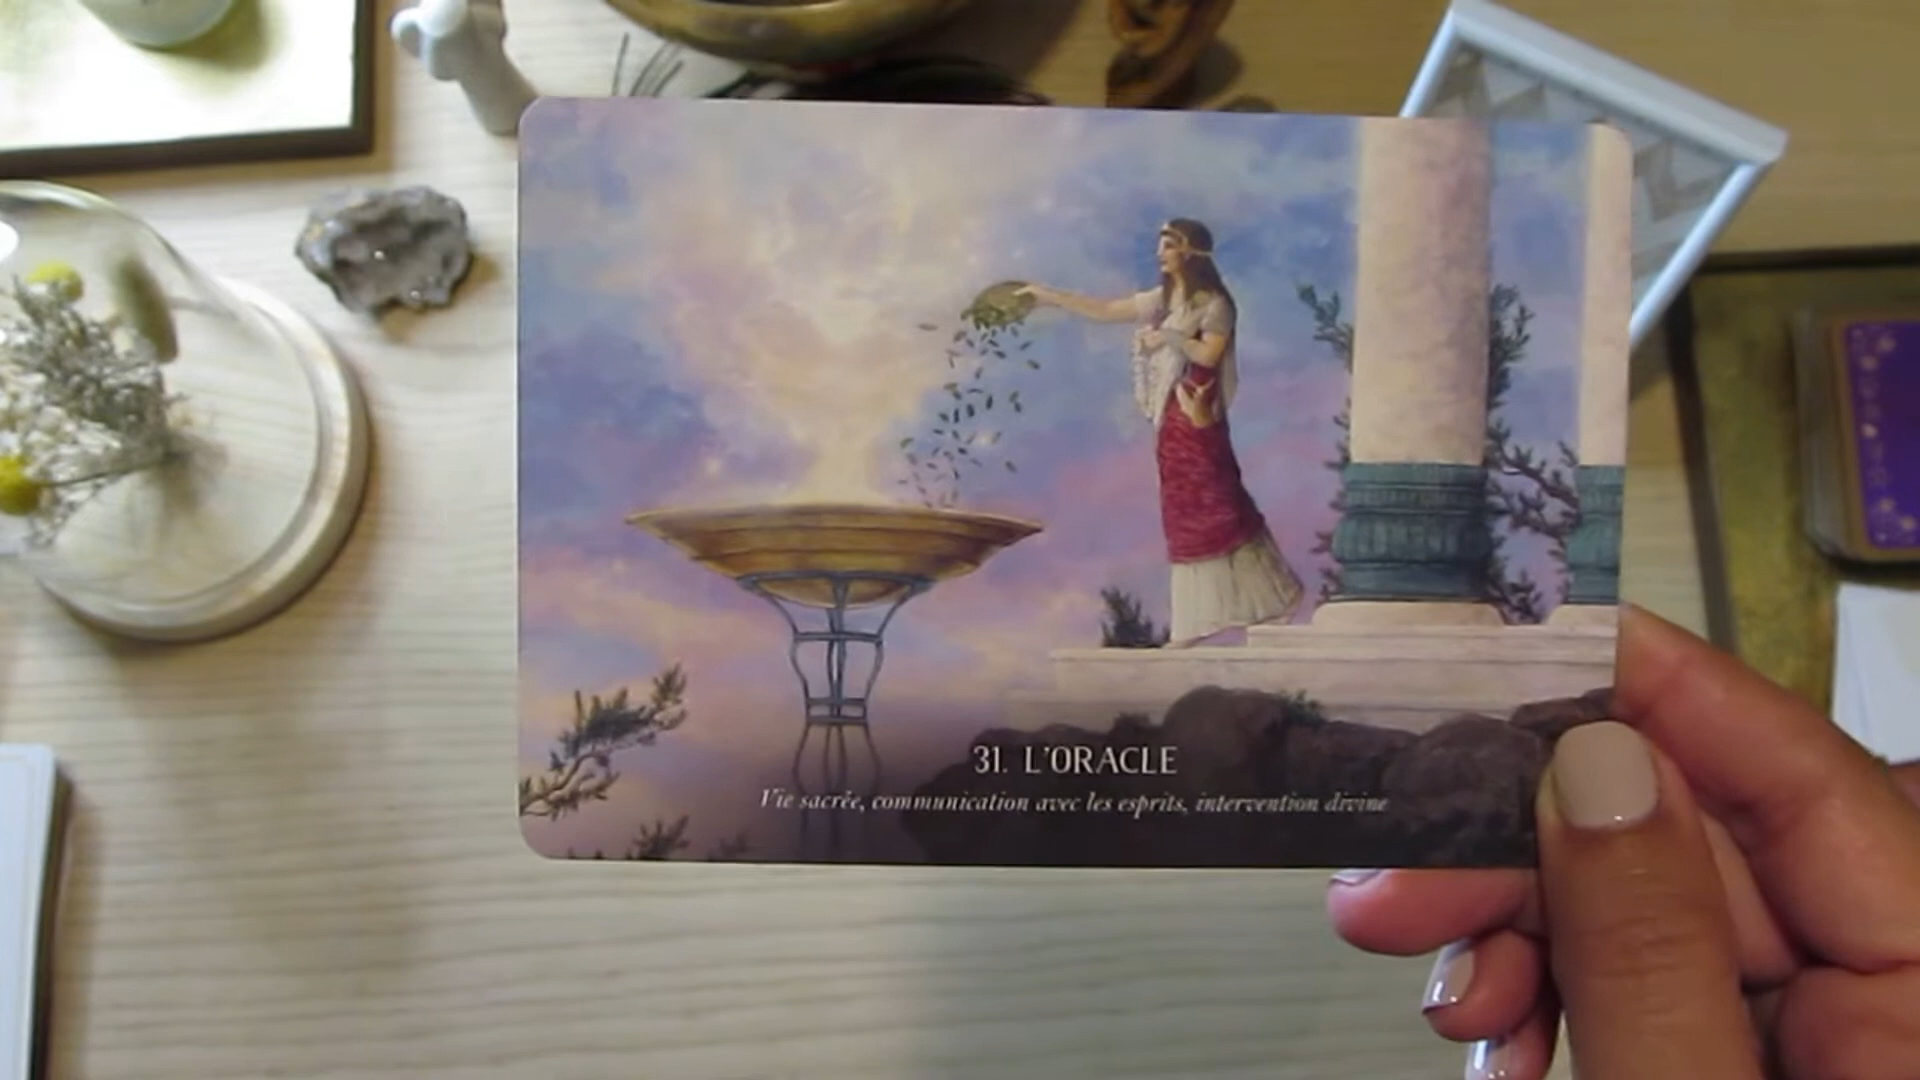 31. L'ORACLE
Vie sacrée, communication avec les esprits, intervention divine